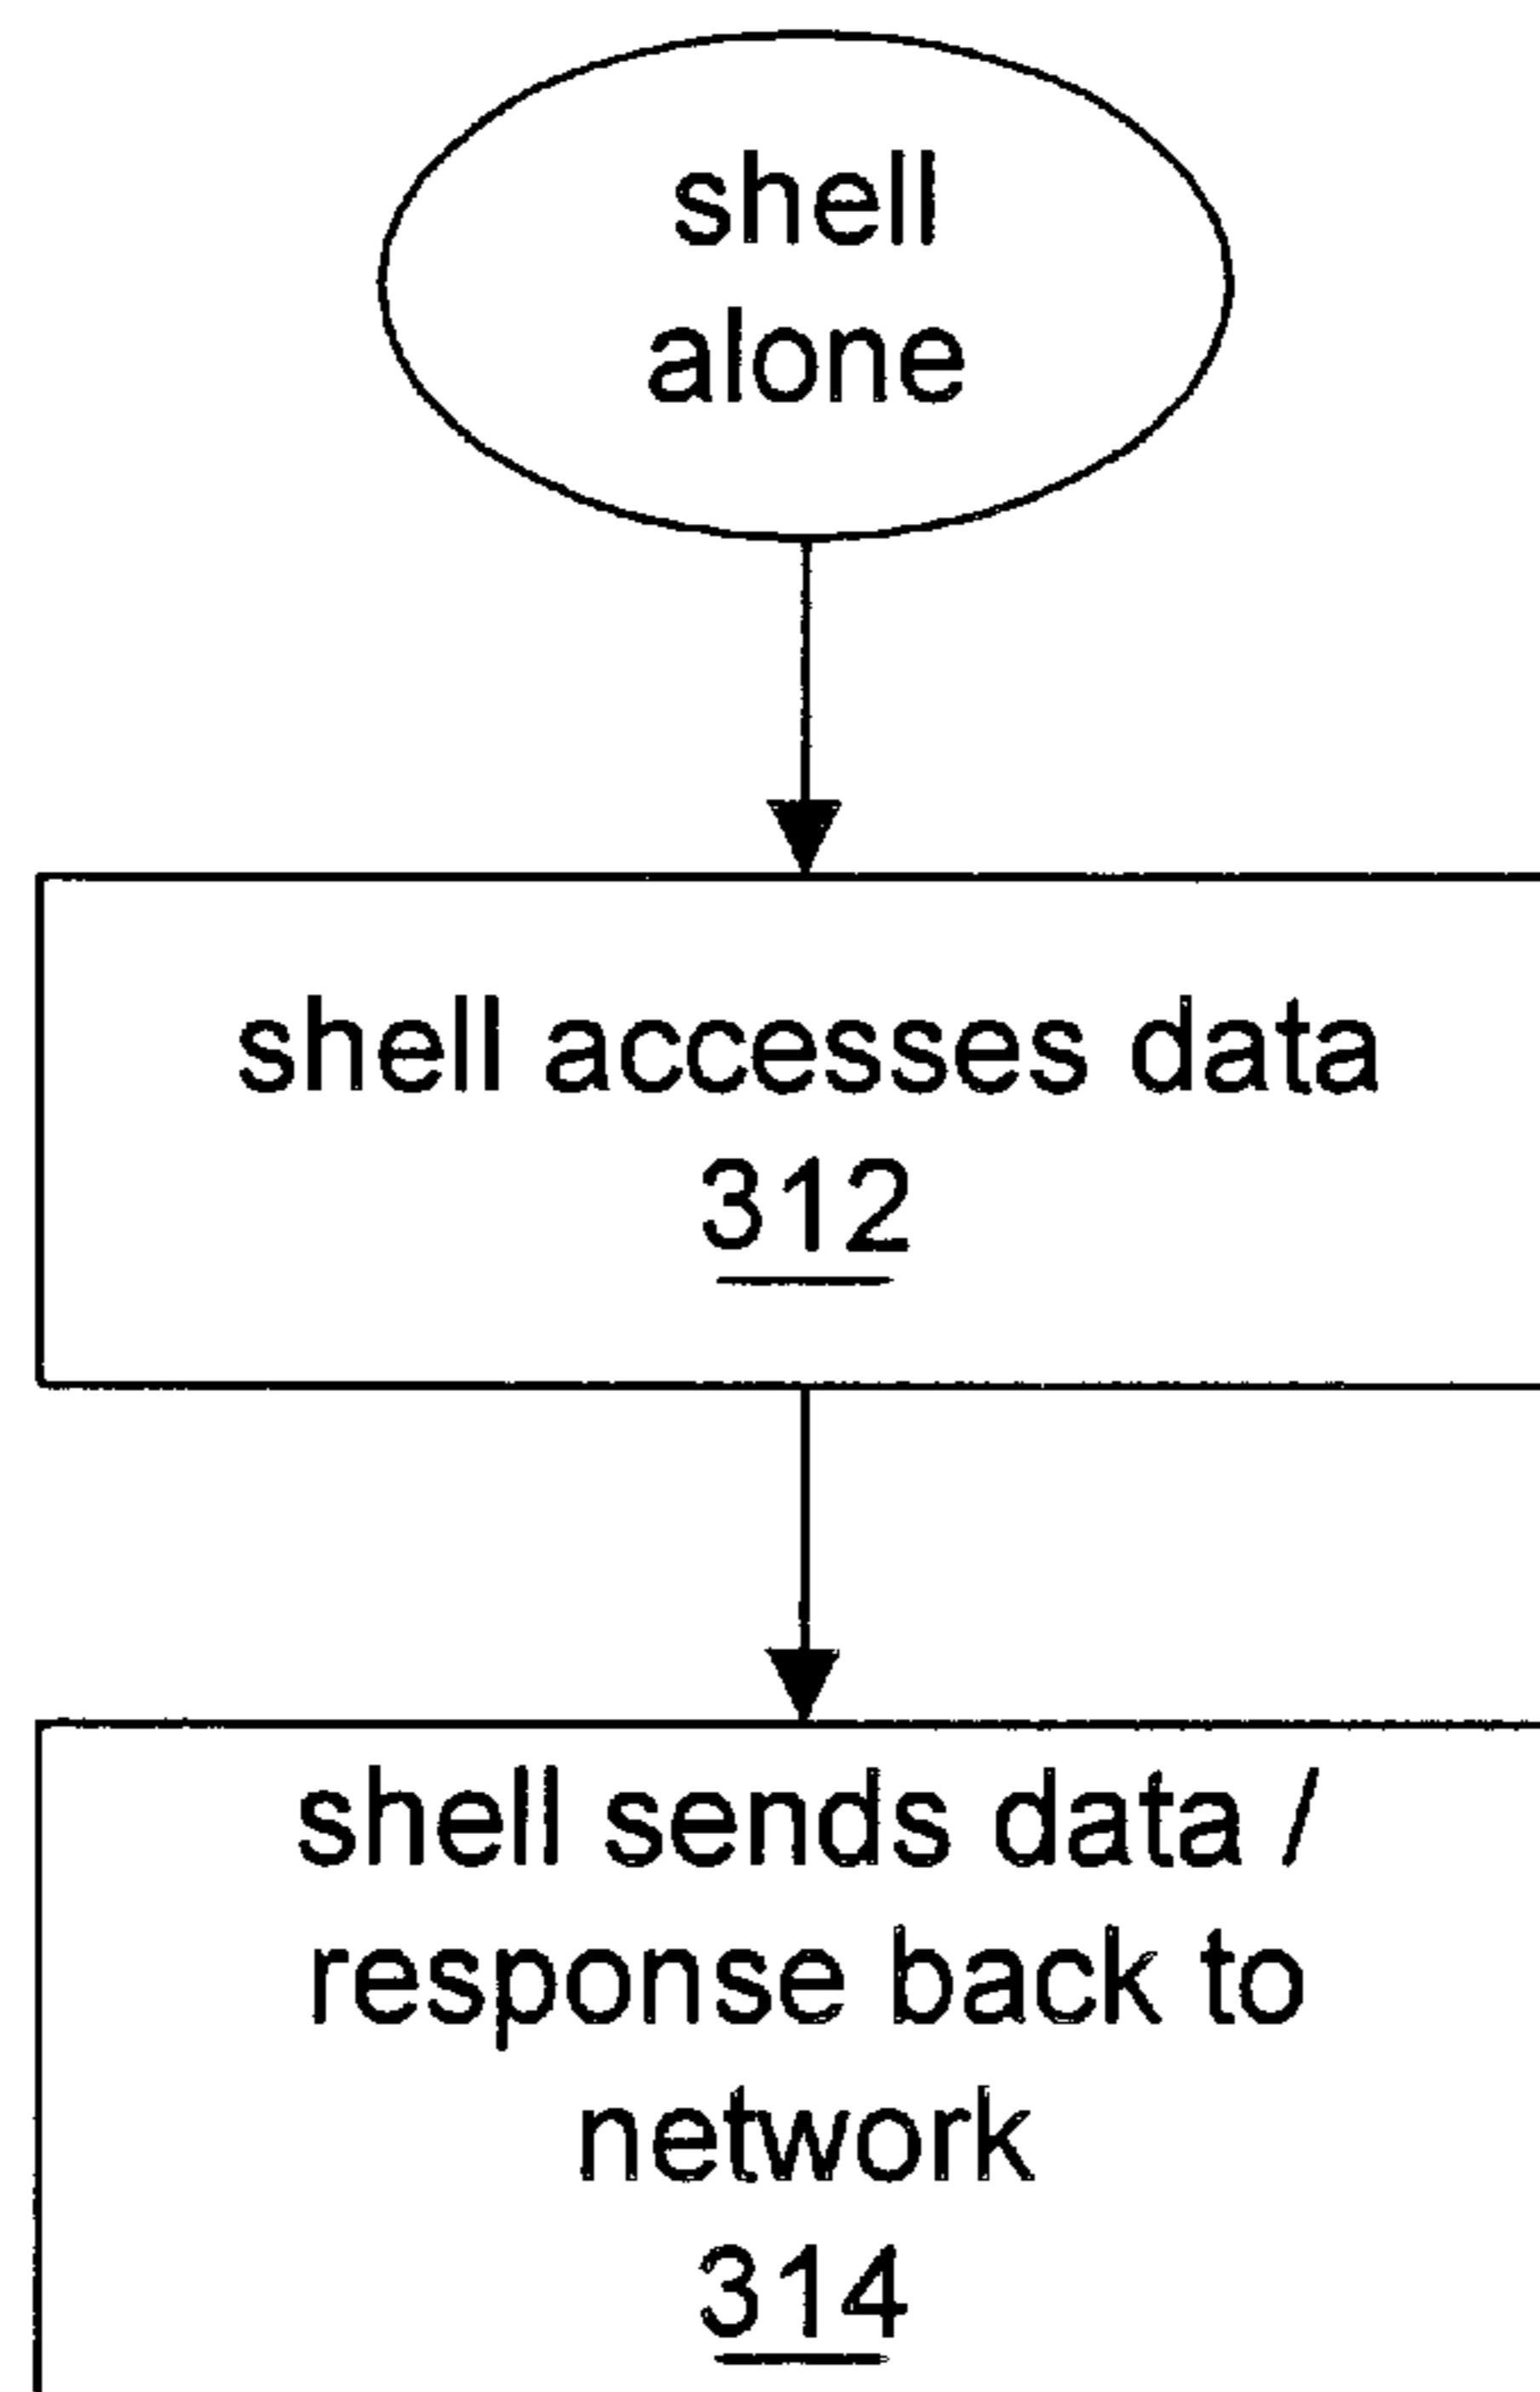 shell
alone
shell accesses data
312
shell sends data /
response back to
network
314